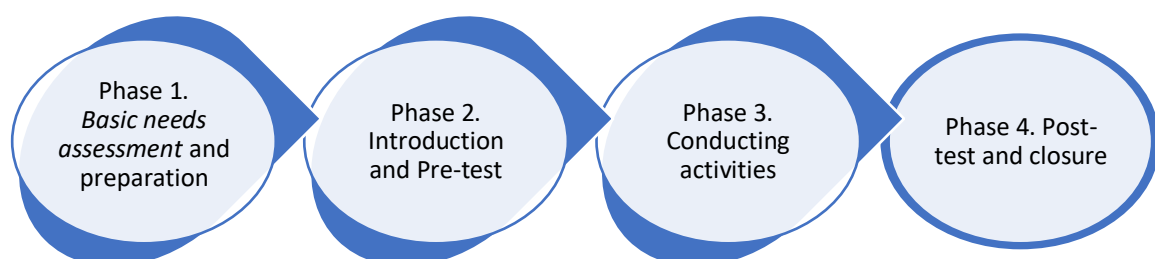 Phase 1.
Basic needs
assessment and
preparation
Phase 2.
Introduction
and Pre-test
Phase 3.
Conducting
activities
Phase 4. Post-
test and closure